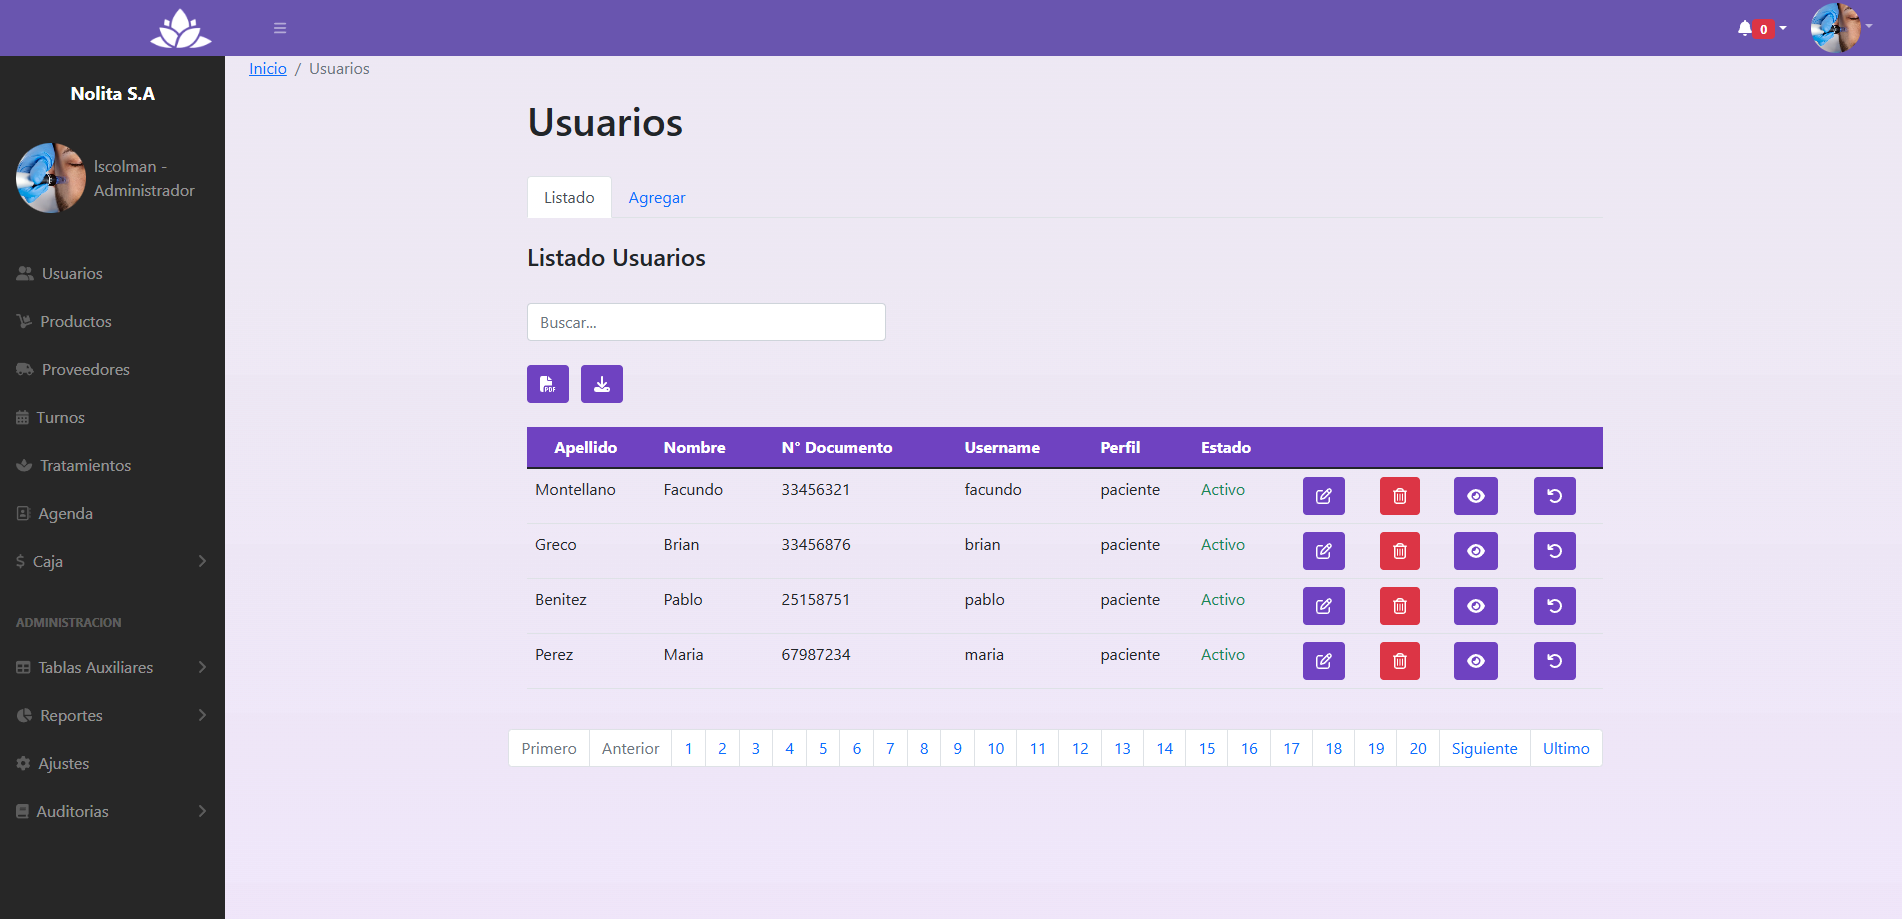 0
Inicio / Usuarios
Nolita S.A
lscolman -
Administrador
Usuarios
Productos
Proveedores
Turnos
Tratamientos
Agenda
Caja
ADMINISTRACION
Tablas Auxiliares
Reportes
Ajustes
Auditorias
Usuarios
Listado Agregar
Listado Usuarios
Buscar...
PDF
Apellido Nombre N° Documento Username Perfil Estado
Montellano Facundo 33456321 facundo paciente Activo
Greco Brian 33456876 brian paciente Activo
Benitez Pablo 25158751 pablo paciente Activo
Perez Maria 67987234 maria paciente Activo
Primero Anterior 1 2 3 4 5 6 7 8 9 10 11 12 13 14 15 16 17 18 19 20 Siguiente Ultimo